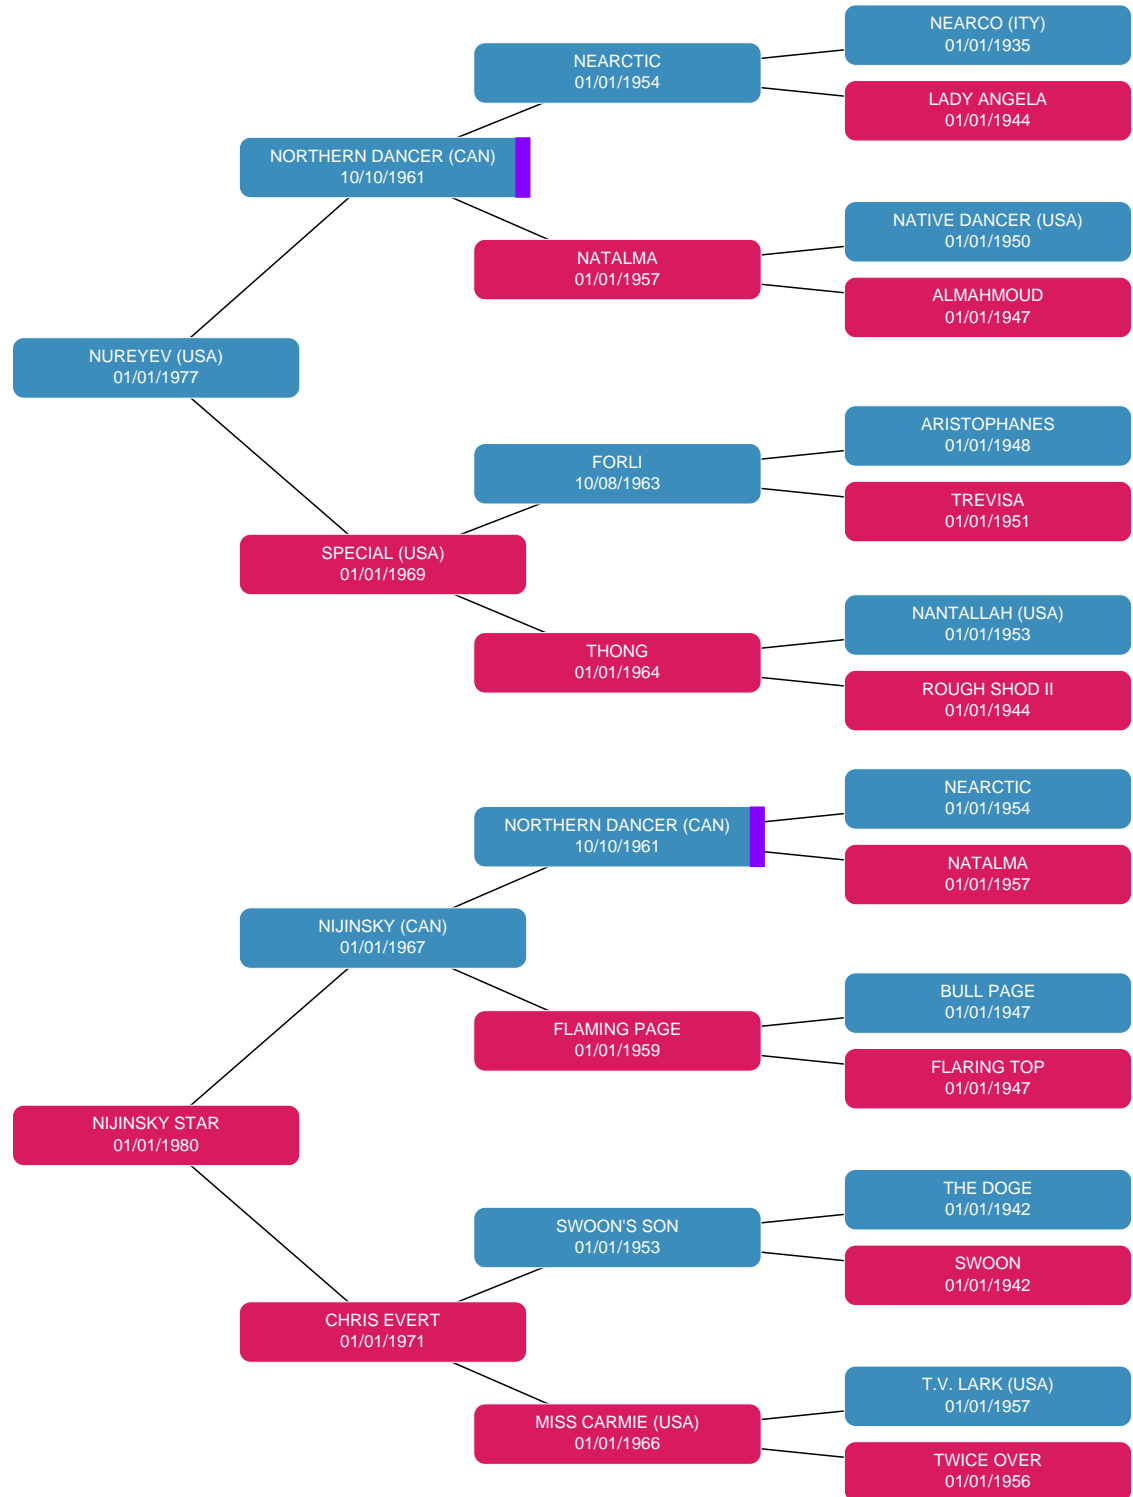 NEARCO (ITY)
01/01/1935
NEARCTIC
01/01/1954
LADY ANGELA
01/01/1944
NORTHERN DANCER (CAN)
10/10/1961
NATIVE DANCER (USA)
01/01/1950
NATALMA
01/01/1957
ALMAHMOUD
01/01/1947
NUREYEV (USA)
01/01/1977
ARISTOPHANES
01/01/1948
FORLI
10/08/1963
TREVISA
01/01/1951
SPECIAL (USA)
01/01/1969
NANTALLAH (USA)
01/01/1953
THONG
01/01/1964
ROUGH SHOD II
01/01/1944
NEARCTIC
01/01/1954
NORTHERN DANCER (CAN)
10/10/1961
NATALMA
01/01/1957
NIJINSKY (CAN)
01/01/1967
BULL PAGE
01/01/1947
FLAMING PAGE
01/01/1959
FLARING TOP
01/01/1947
NIJINSKY STAR
01/01/1980
THE DOGE
01/01/1942
SWOON'S SON
01/01/1953
SWOON
01/01/1942
CHRIS EVERT
01/01/1971
T.V. LARK (USA)
01/01/1957
MISS CARMIE (USA)
01/01/1966
TWICE OVER
01/01/1956